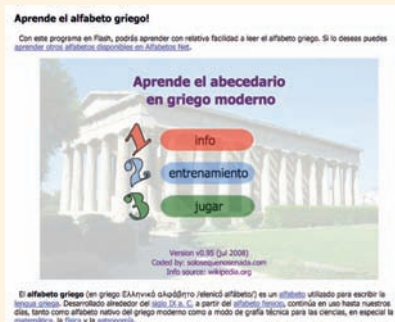 Aprende el alfabeto griego!
Con este programa en Flash, podrás aprender con relativa facilidad a leer el alfabeto griego. Si lo deseas puedes
aprender otros alfabetos disponibles en Alfabetos Net.
Aprende el abecedario
en griego moderno
1 info
2 entrenamiento
3 jugar
Version v0.95 (jul 2008)
Coded by: solosequenosenada.com
Info source: wikipedia.org
El alfabeto griego (en griego Ελληνικό αλφάβητο /elenicó alfábeto/) es un alfabeto utilizado para escribir la
lengua griega. Desarrollado alrededor del siglo IX a. C. a partir del alfabeto fenicio, continúa en uso hasta nuestros
días, tanto como alfabeto nativo del griego moderno como a modo de grafía técnica para las ciencias, en especial la
matemática, la física y la astronomía.